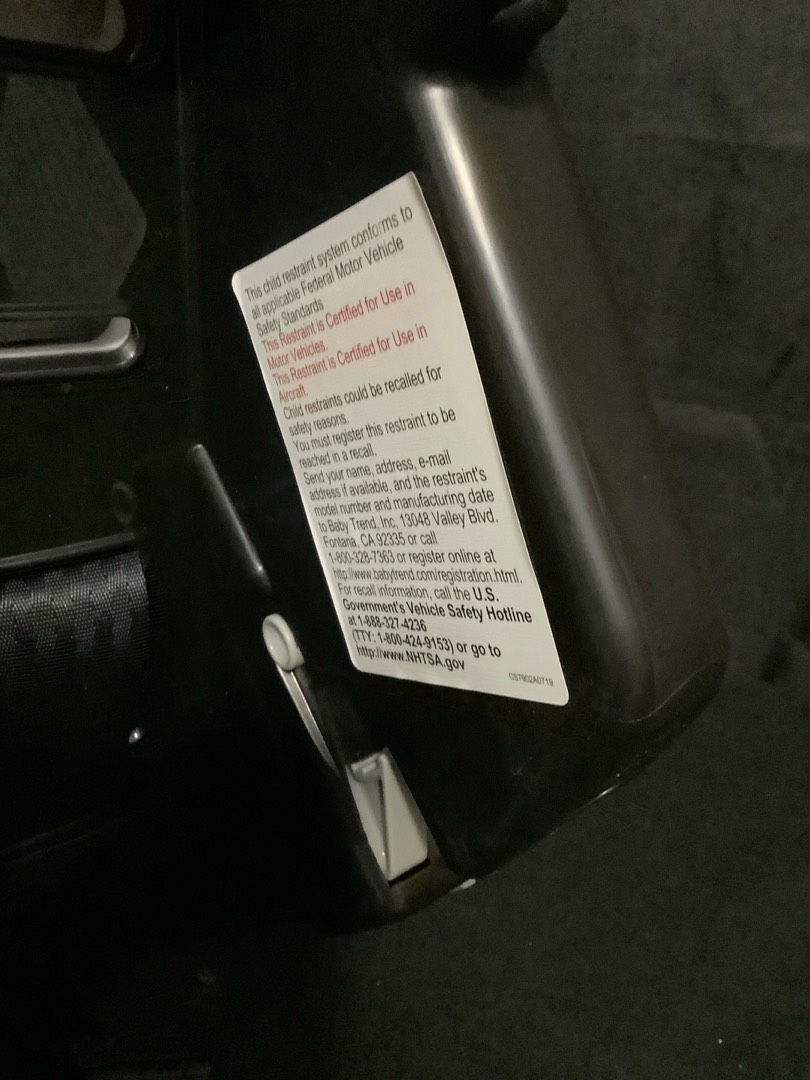 This child restraint system conforms to
all applicable Federal Motor Vehicle
Safety Standards
This Restraint is Certified for Use in
Motor Vehicles.
This Restraint is Certified for Use in
Aircraft.
Child restraints could be recalled for
safety reasons.
You must register this restraint to be
reached in a recall.
Send your name, address, e-mail
address if available, and the restraint's
model number and manufacturing date
to Baby Trend, Inc, 13048 Valley Blvd.
Fontana, CA 92335 or call
1-800-328-7363 or register online at
http://www.babytrend.com/registration.html.
For recall information, call the U.S.
Government's Vehicle Safety Hotline
at 1-888-327-4236
(TTY: 1-800-424-9153) or go to
http://www.NHTSA.gov
CS7902A0719